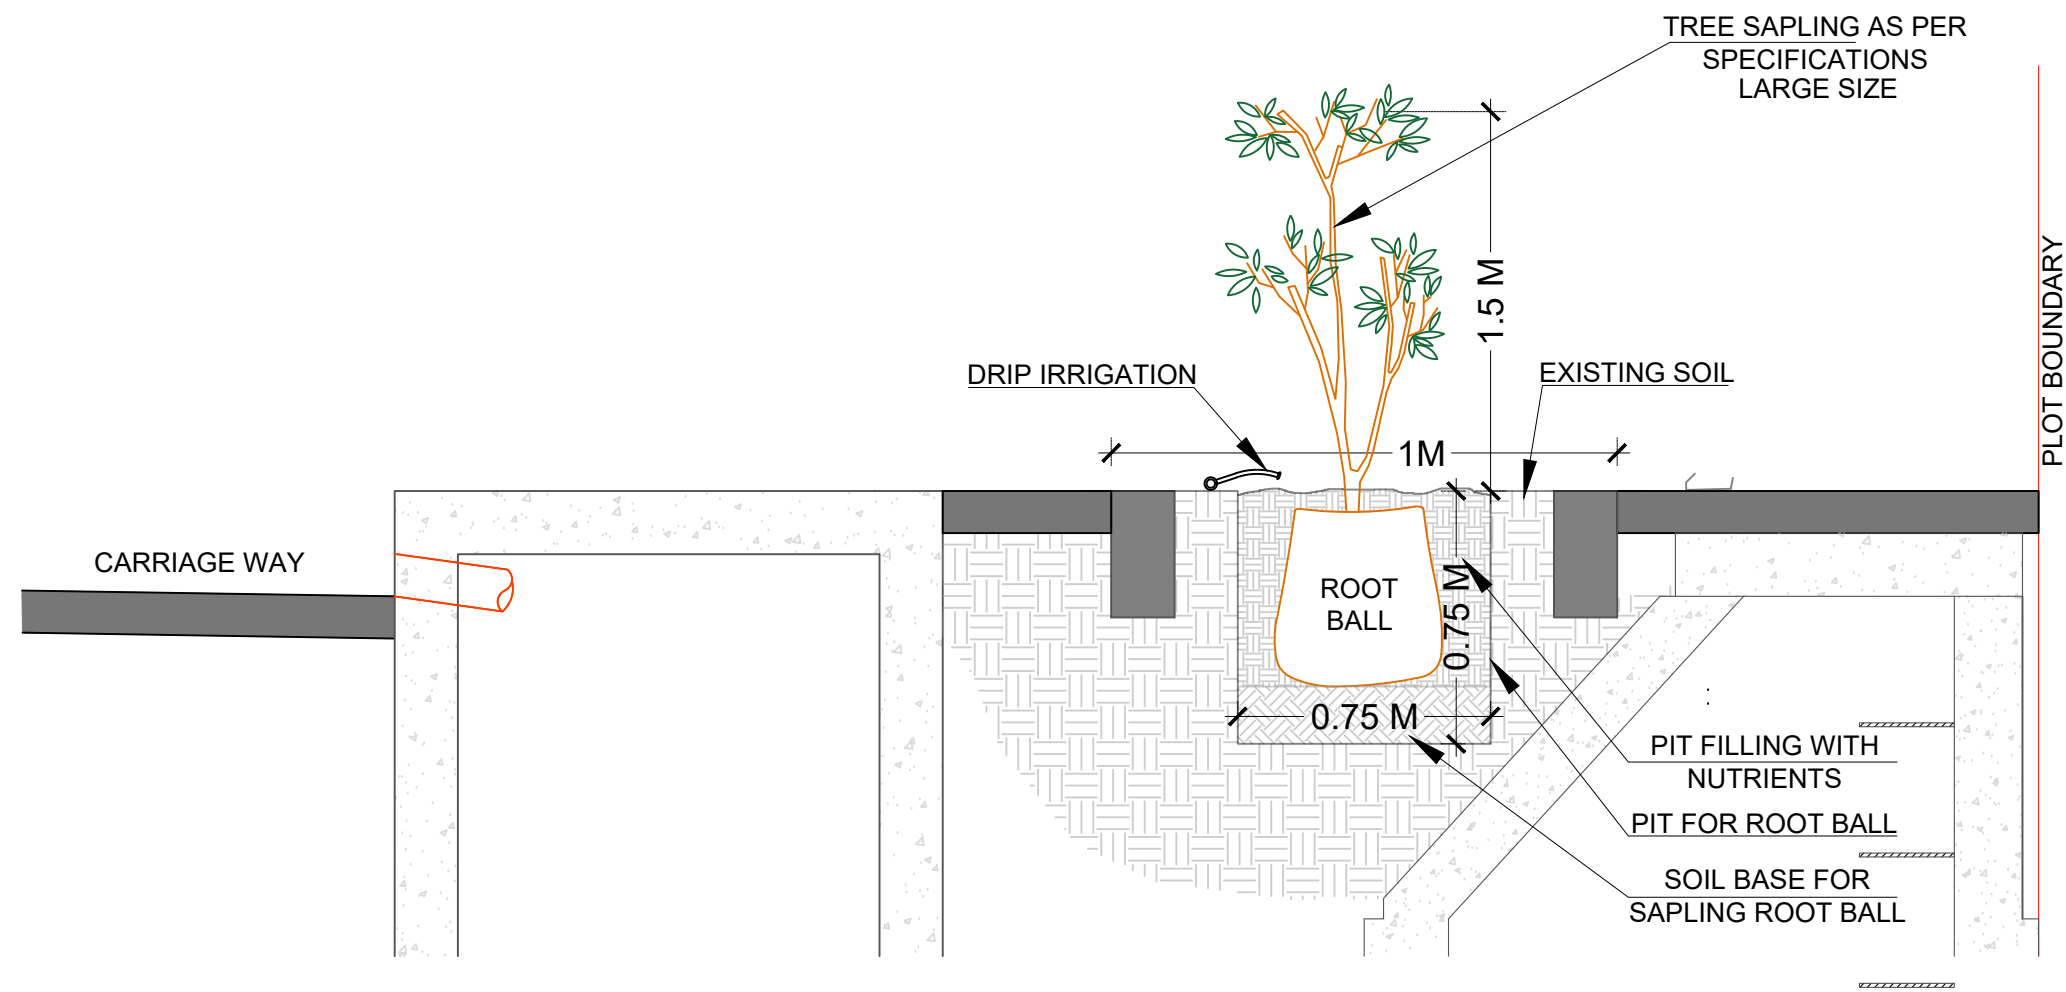 TREE SAPLING AS PER
SPECIFICATIONS
LARGE SIZE
PLOT BOUNDARY
1.5 M
DRIP IRRIGATION
EXISTING SOIL
1M
CARRIAGE WAY
ROOT
BALL
0.75 M
0.75 M
PIT FILLING WITH
NUTRIENTS
PIT FOR ROOT BALL
SOIL BASE FOR
SAPLING ROOT BALL